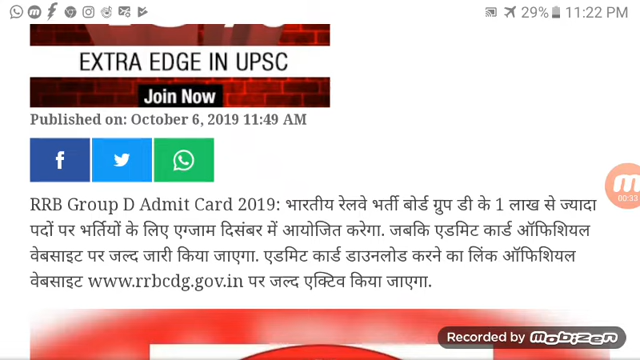 29% 11:22 PM
EXTRA EDGE IN UPSC
Join Now
Published on: October 6, 2019 11:49 AM
RRB Group D Admit Card 2019: भारतीय रेलवे भर्ती बोर्ड ग्रुप डी के 1 लाख से ज्यादा
पदों पर भर्तियों के लिए एग्जाम दिसंबर में आयोजित करेगा. जबकि एडमिट कार्ड ऑफिशियल
वेबसाइट पर जल्द जारी किया जाएगा. एडमिट कार्ड डाउनलोड करने का लिंक ऑफिशियल
वेबसाइट www.rrbcdg.gov.in पर जल्द एक्टिव किया जाएगा.
00:33
Recorded by mobizen